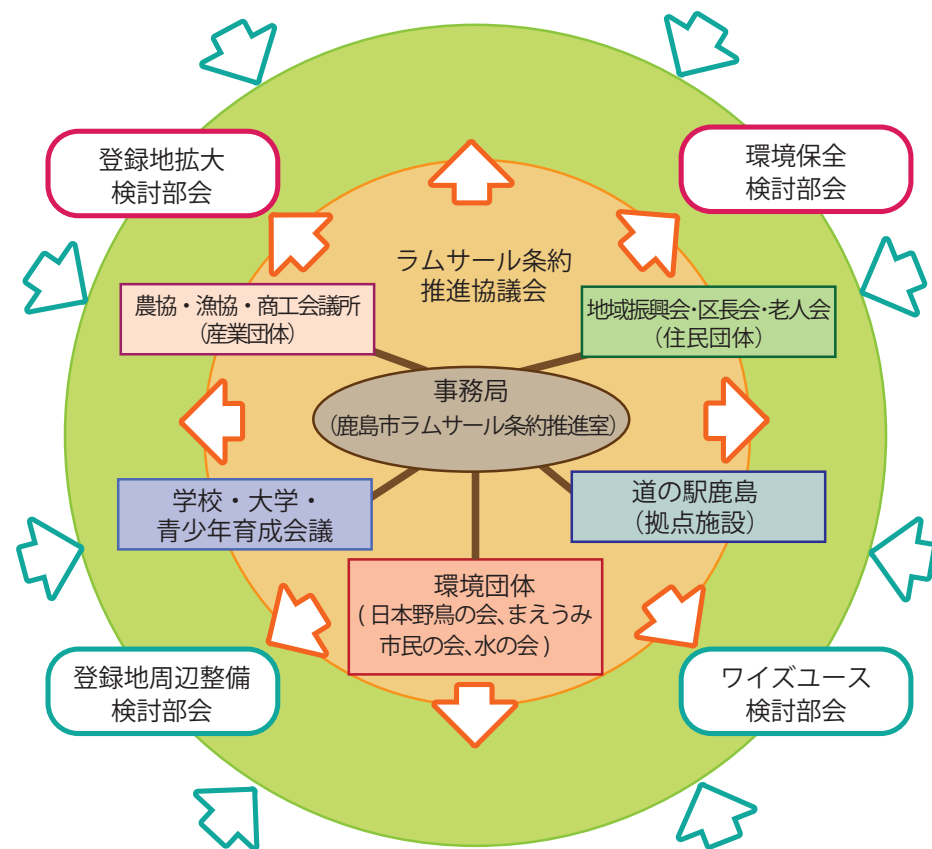 登録地拡大
検討部会
環境保全
検討部会
ラムサール条約
推進協議会
農協・漁協・商工会議所
（産業団体）
地域振興会・区長会・老人会
（住民団体）
事務局
（鹿島市ラムサール条約推進室）
学校・大学・
青少年育成会議
道の駅鹿島
（拠点施設）
環境団体
( 日本野鳥の会、まえうみ
市民の会、水の会 )
登録地周辺整備
検討部会
ワイズユース
検討部会